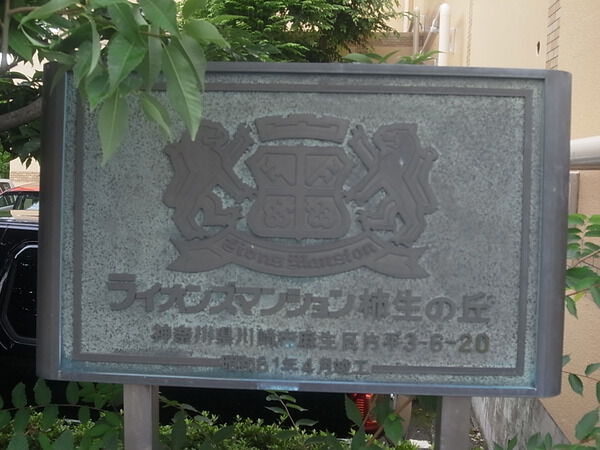 Lions Mansion
ライオンズマンション柿生の丘
神奈川県川崎市麻生区片平3-6-20
昭和61年4月竣工